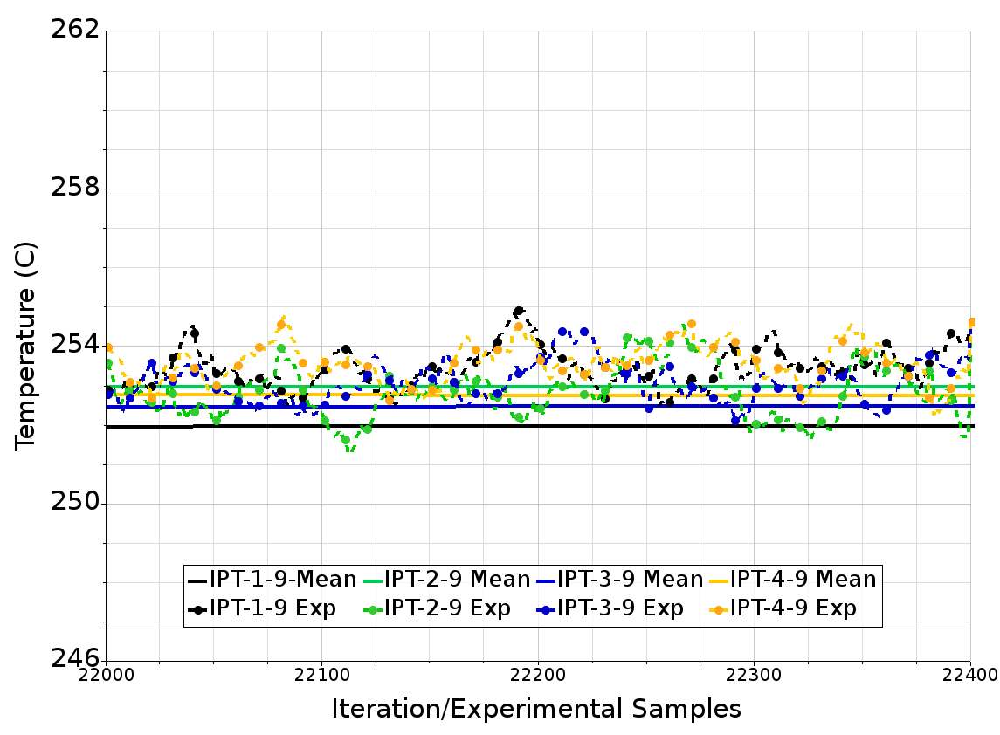 262
258
254
250
246
Temperature (C)
IPT-1-9-Mean IPT-2-9 Mean IPT-3-9 Mean IPT-4-9 Mean
IPT-1-9 Exp IPT-2-9 Exp IPT-3-9 Exp IPT-4-9 Exp
22000 22100 22200 22300 22400
Iteration/Experimental Samples